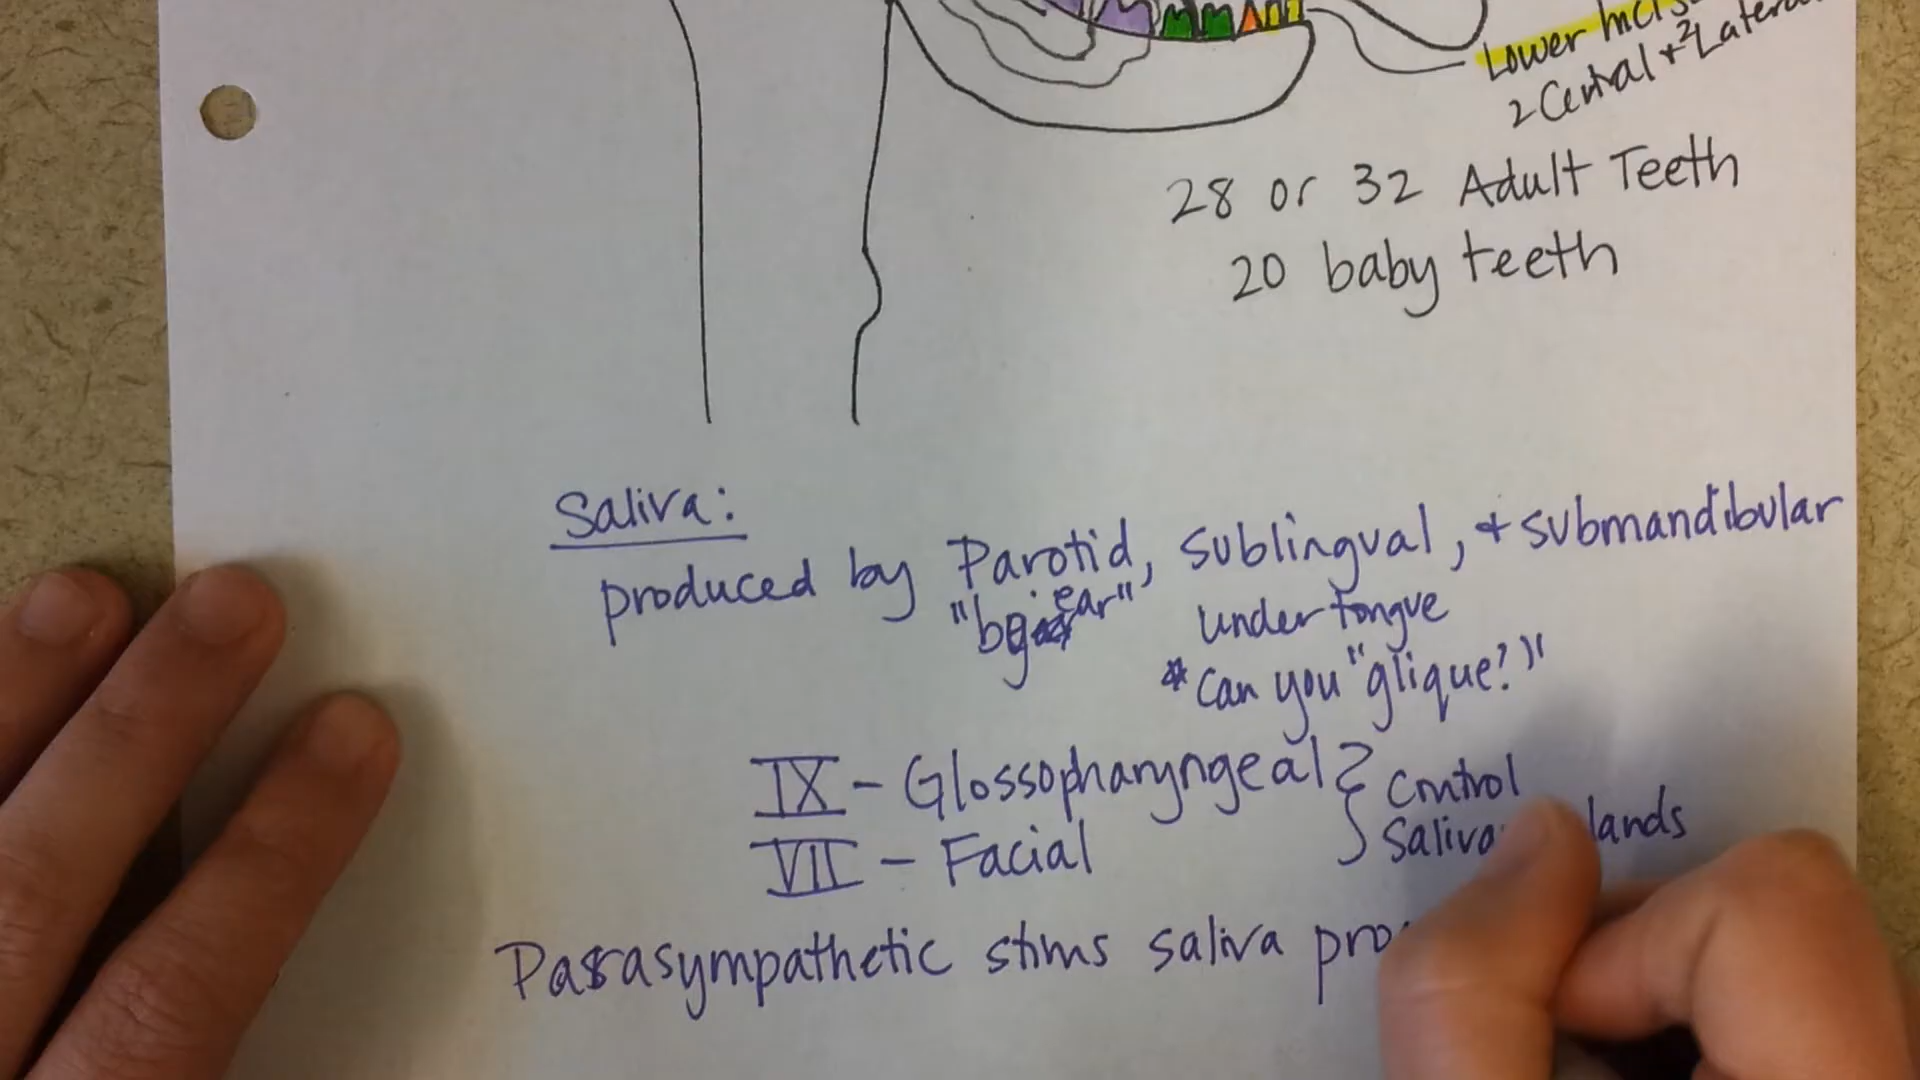 Lower
2 Central + 2 Latera
28 or 32 Adult Teeth
20 baby teeth
Saliva:
produced by Parotid, sublingual, + submandibular
"by ear"
under tongue
* Can you "glique?"
IX - Glossopharyngeal
VII - Facial
Control
Saliva lands
Parasympathetic stims saliva pro